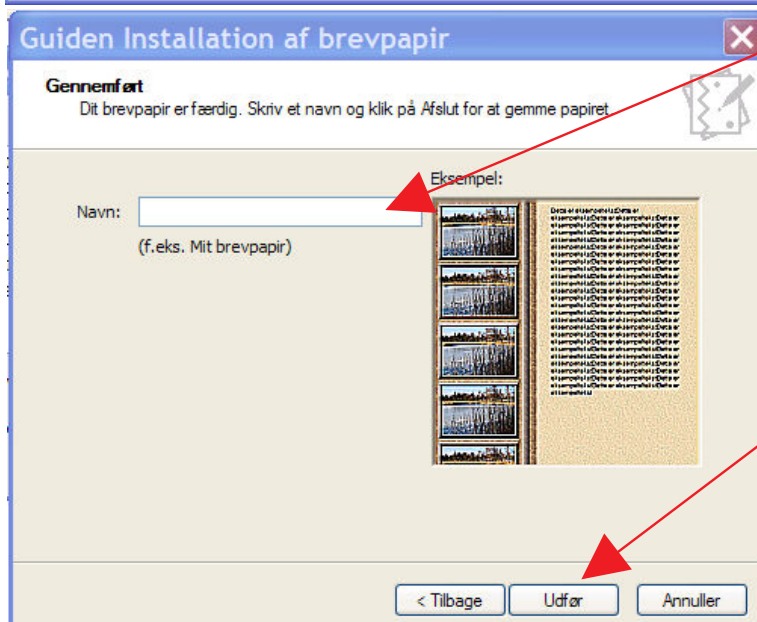 Guiden Installation af brevpapir
Gennemført
Dit brevpapir er færdig. Skriv et navn og klik på Afslut for at gemme papiret
Eksempel:
Navn:
(f.eks. Mit brevpapir)
< Tilbage
Udfør
Annuller